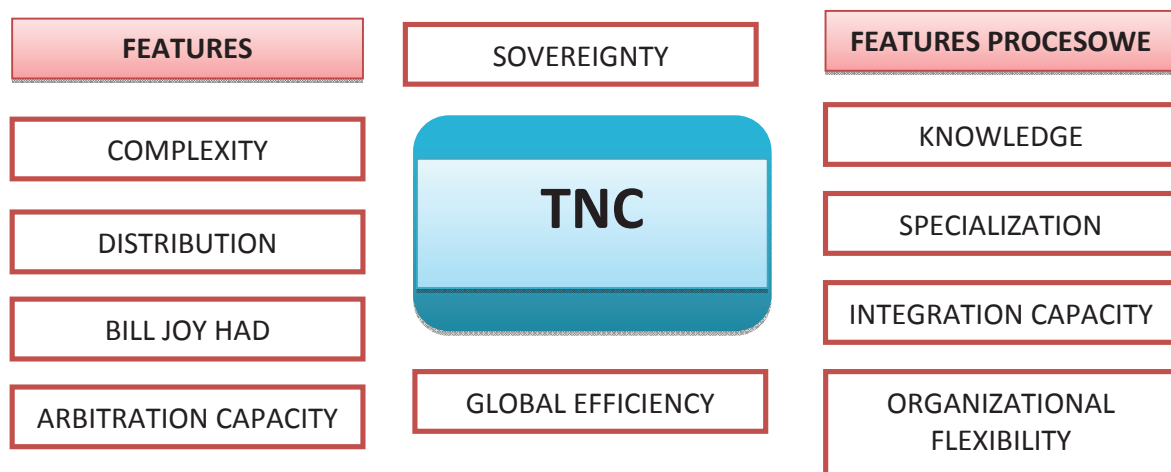 FEATURES
COMPLEXITY
DISTRIBUTION
BILL JOY HAD
ARBITRATION CAPACITY
SOVEREIGNTY
TNC
GLOBAL EFFICIENCY
FEATURES PROCESOWE
KNOWLEDGE
SPECIALIZATION
INTEGRATION CAPACITY
ORGANIZATIONAL
FLEXIBILITY